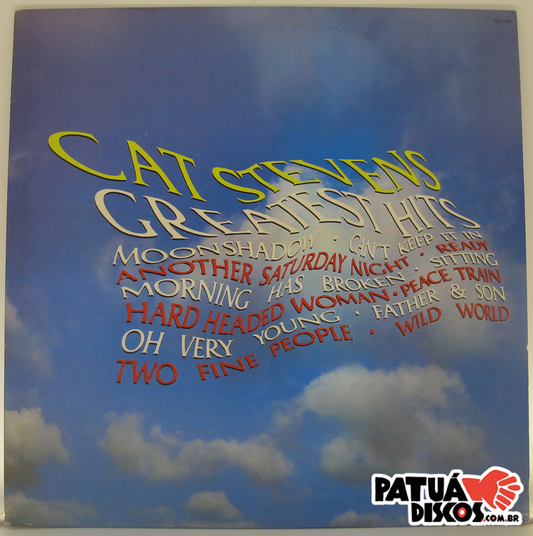 CAT STEVENS
GREATEST HITS
MOONSHADOW · CAN'T KEEP IT IN
ANOTHER SATURDAY NIGHT · READY
MORNING HAS BROKEN · SITTING
HARD HEADED WOMAN · PEACE TRAIN
OH VERY YOUNG · FATHER & SON
TWO FINE PEOPLE · WILD WORLD
PATUÁ
DISCOS.COM.BR